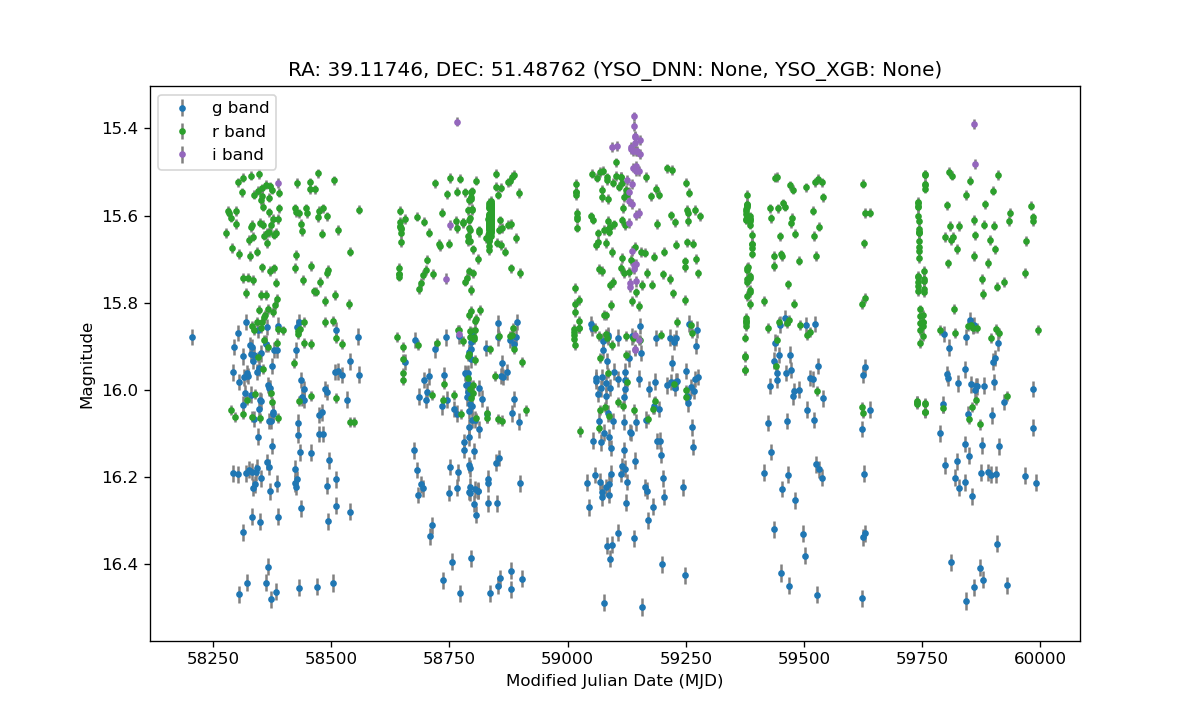 RA: 39.11746, DEC: 51.48762 (YSO_DNN: None, YSO_XGB: None)
g band
r band
i band
15.4
15.6
15.8
16.0
16.2
16.4
Magnitude
58250 58500 58750 59000 59250 59500 59750 60000
Modified Julian Date (MJD)